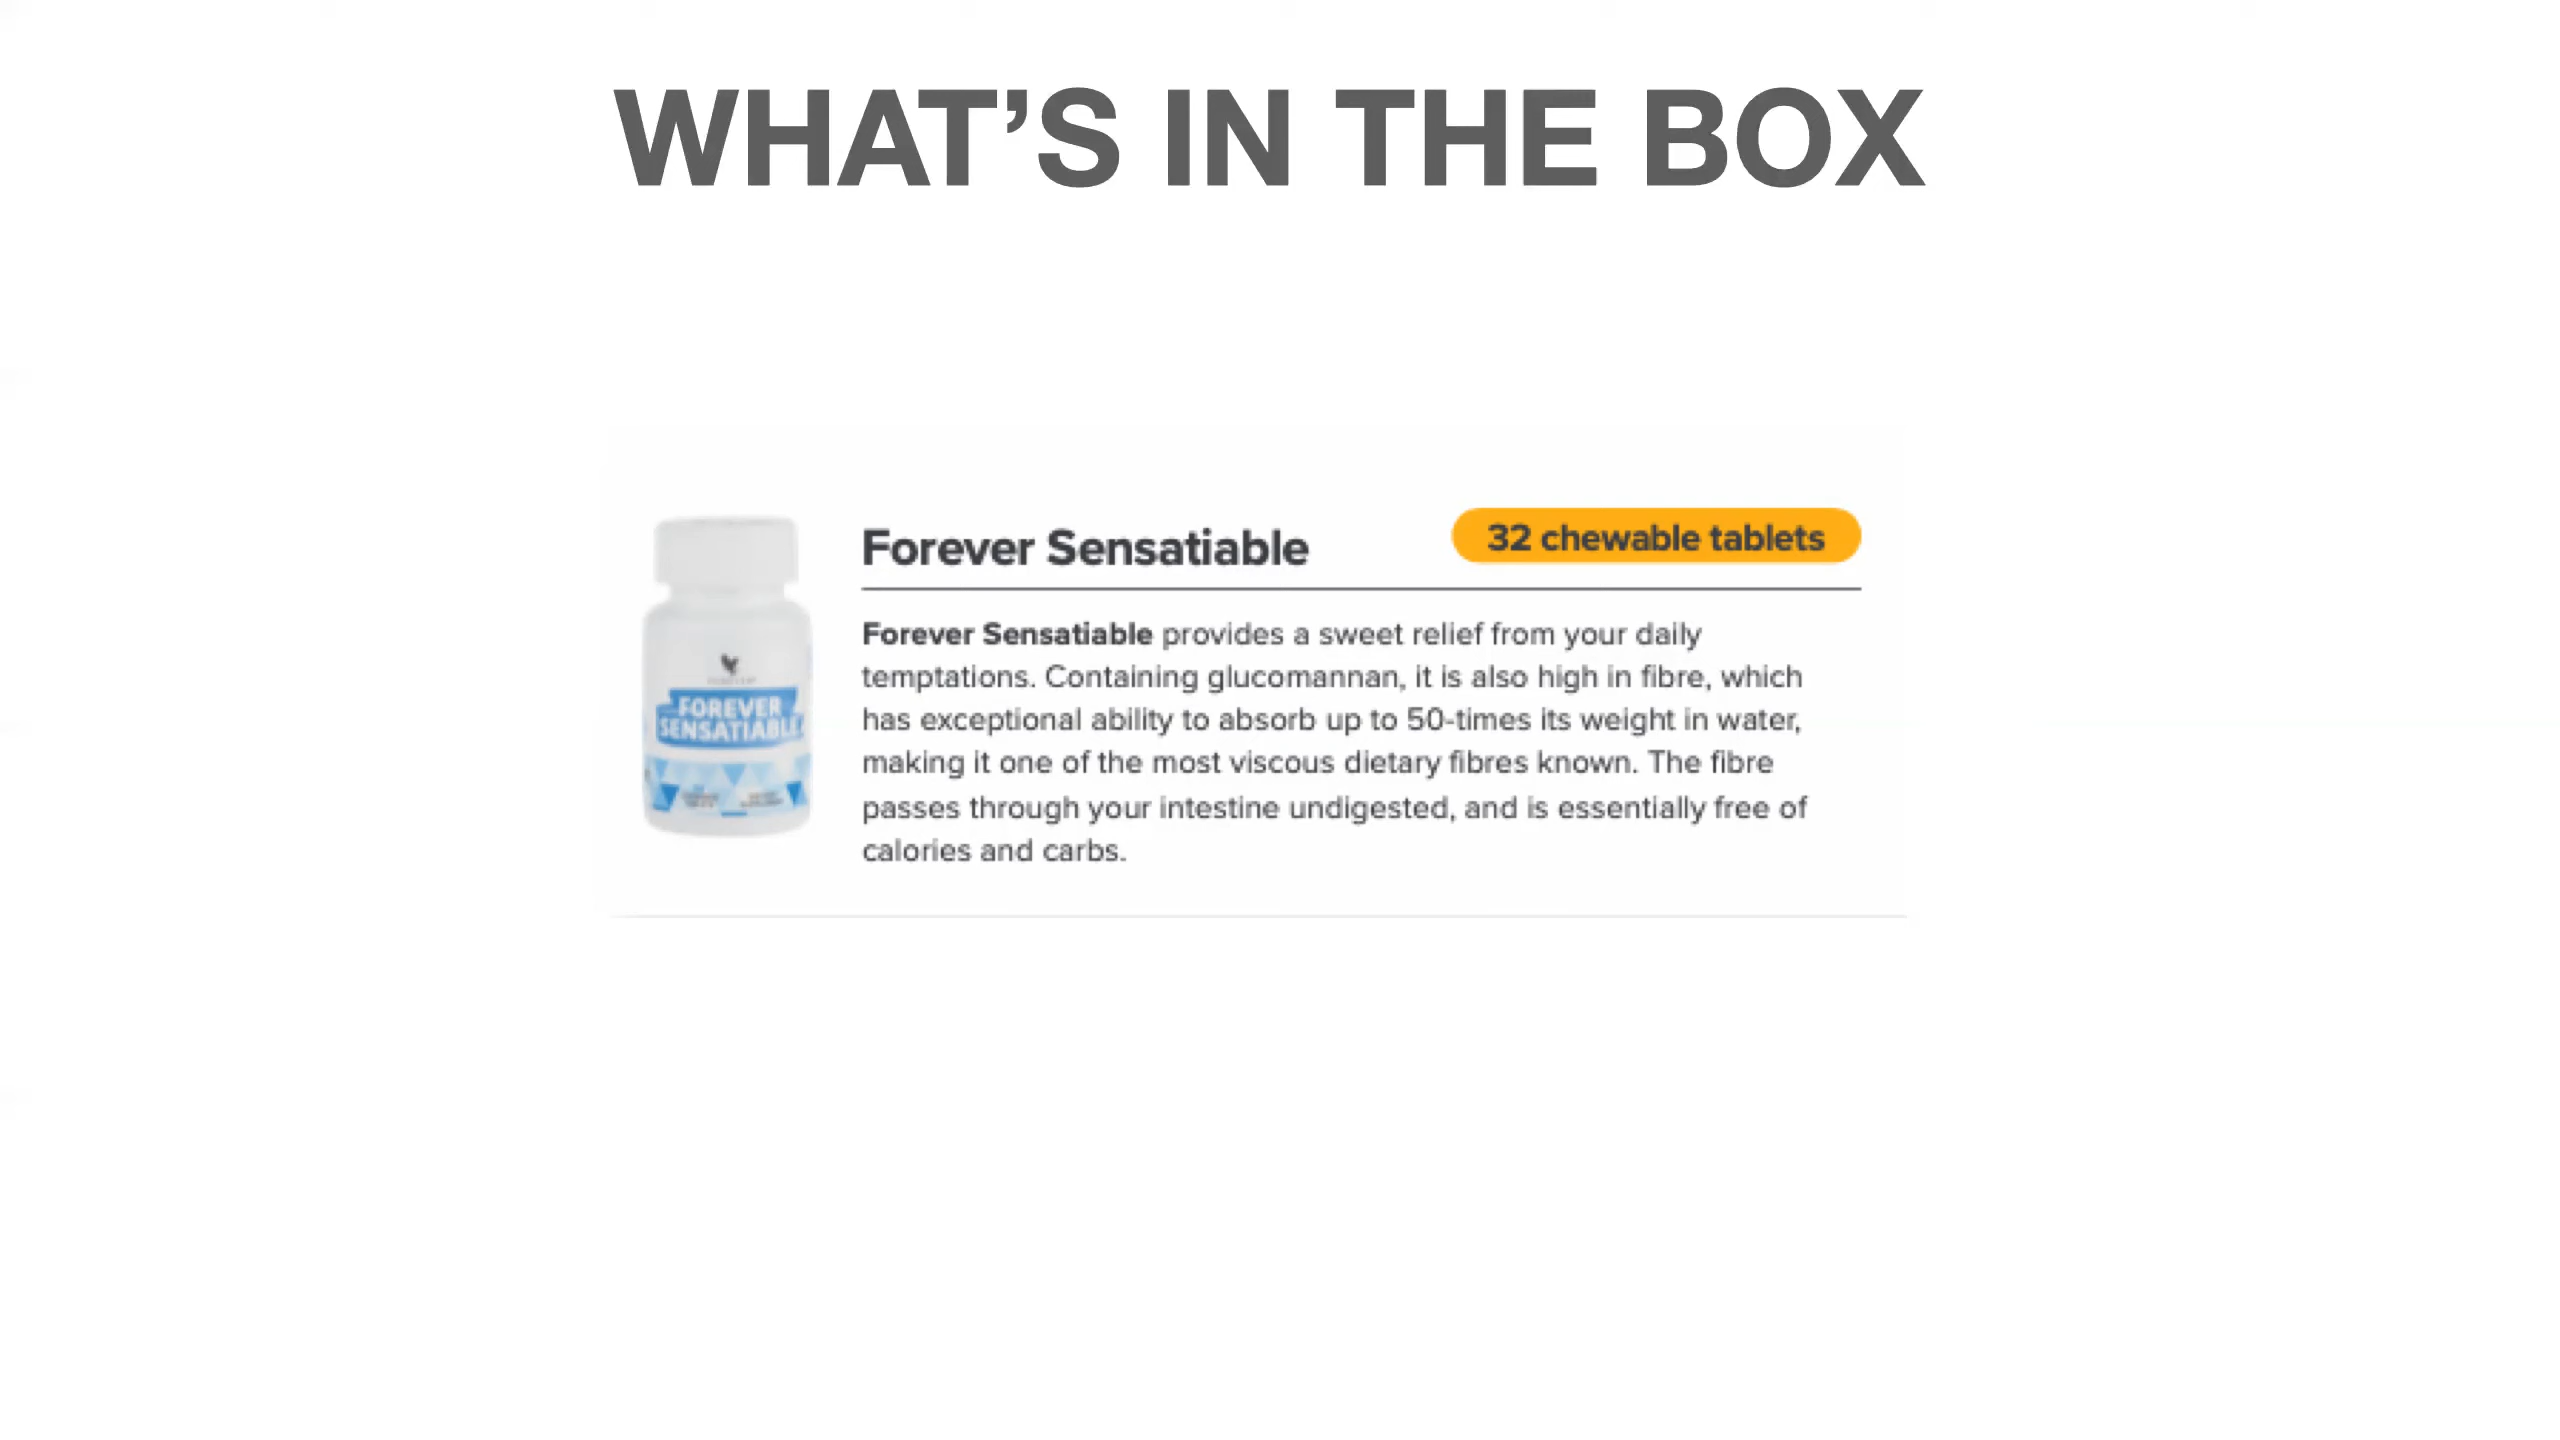 WHAT’S IN THE BOX
Forever Sensatiable
32 chewable tablets
Forever Sensatiable provides a sweet relief from your daily
temptations. Containing glucomannan, it is also high in fibre, which
has exceptional ability to absorb up to 50-times its weight in water,
making it one of the most viscous dietary fibres known. The fibre
passes through your intestine undigested, and is essentially free of
calories and carbs.
FOREVER
SENSATIABLE